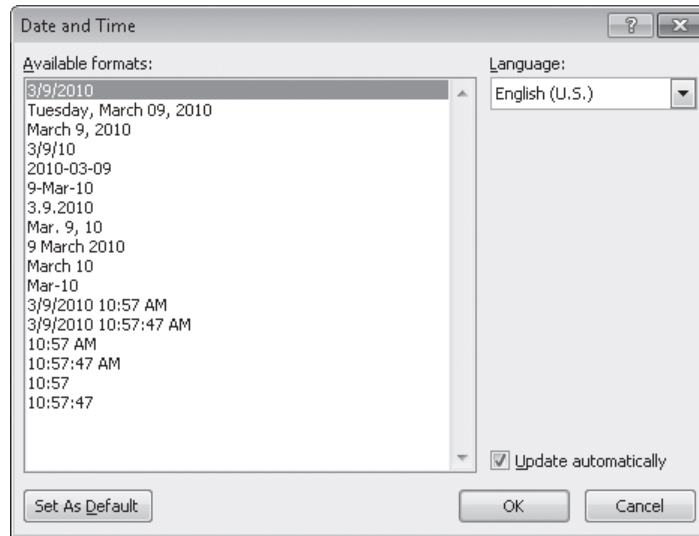 Date and Time
Available formats:
3/9/2010
Tuesday, March 09, 2010
March 9, 2010
3/9/10
2010-03-09
9-Mar-10
3.9.2010
Mar. 9, 10
9 March 2010
March 10
Mar-10
3/9/2010 10:57 AM
3/9/2010 10:57:47 AM
10:57 AM
10:57:47 AM
10:57
10:57:47
Language:
English (U.S.)
Update automatically
Set As Default
OK
Cancel